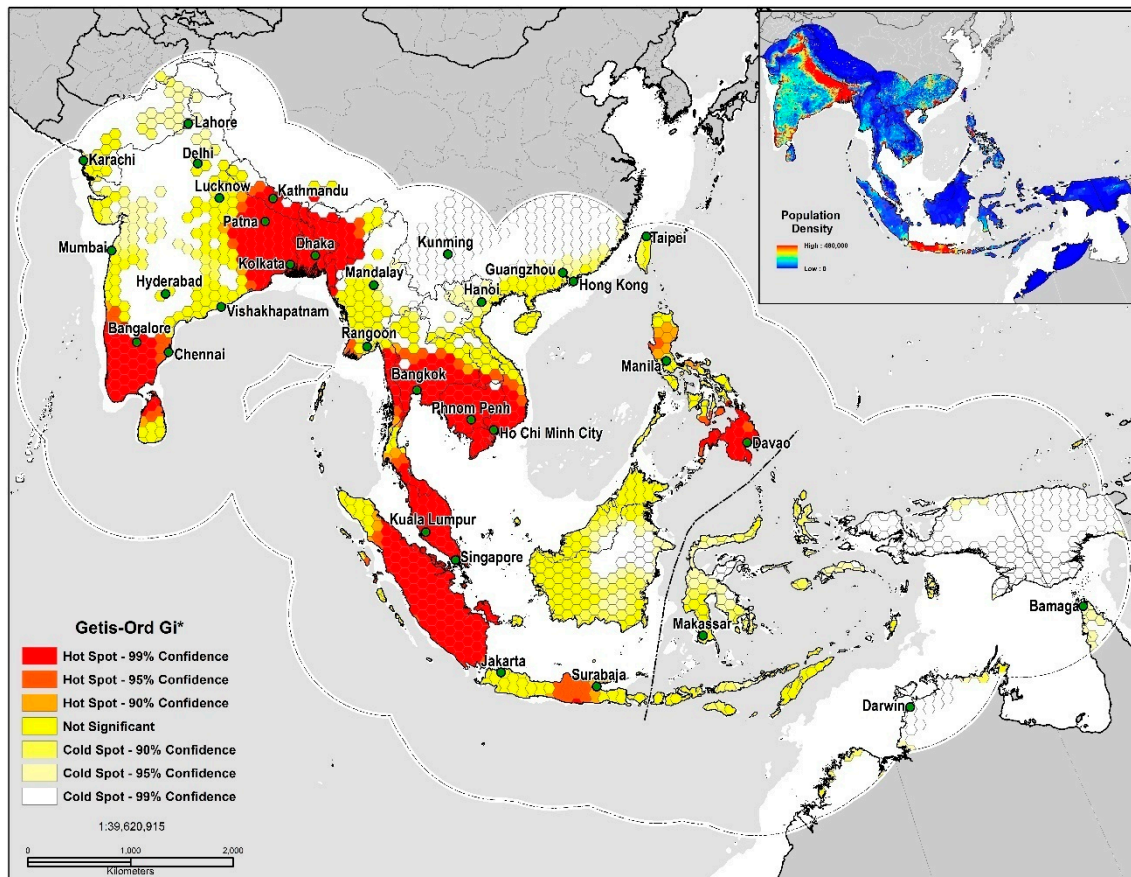 Lahore
Karachi
Delhi
Lucknow
Kathmandu
Patna
Dhaka
Kunming
Taipei
Mumbai
Kolkata
Mandalay
Guangzhou
Hong Kong
Hyderabad
Hanoi
Vishakhapatnam
Bangalore
Rangoon
Chennai
Manila
Bangkok
Phnom Penh
Ho Chi Minh City
Davao
Kuala Lumpur
Singapore
Bamaga
Makassar
Jakarta
Surabaja
Darwin
Population
Density
High : 480,000
Low : 0
Getis-Ord Gi*
Hot Spot - 99% Confidence
Hot Spot - 95% Confidence
Hot Spot - 90% Confidence
Not Significant
Cold Spot - 90% Confidence
Cold Spot - 95% Confidence
Cold Spot - 99% Confidence
1:39,620,915
0 1,000 2,000
Kilometers